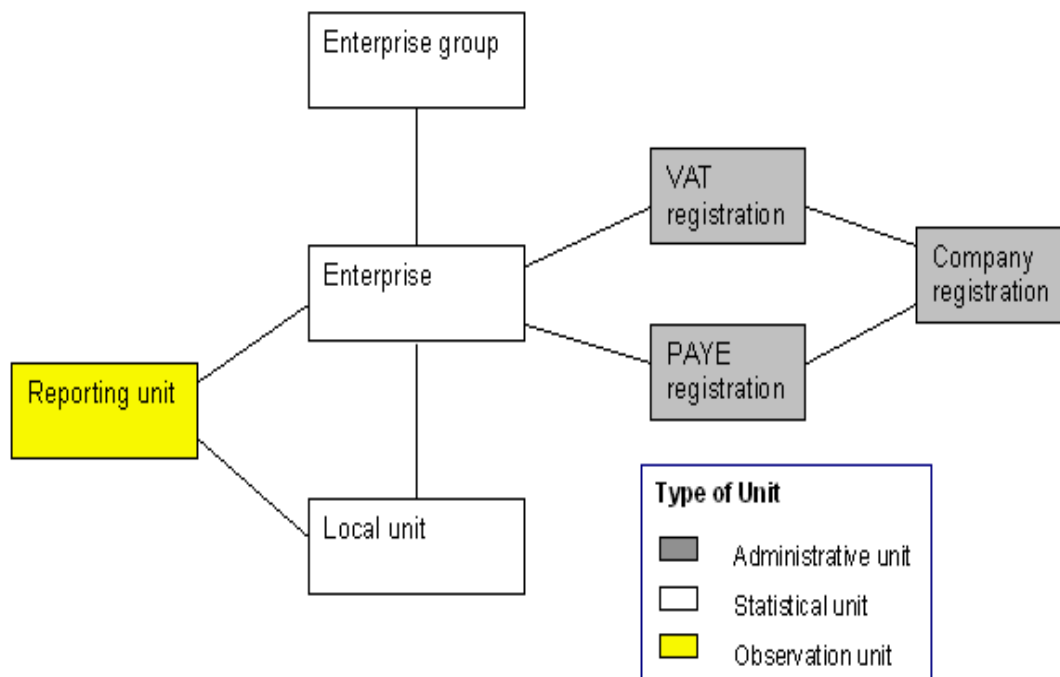 Enterprise group
VAT
registration
Enterprise
Company
registration
PAYE
registration
Reporting unit
Local unit
Type of Unit
Administrative unit
Statistical unit
Observation unit